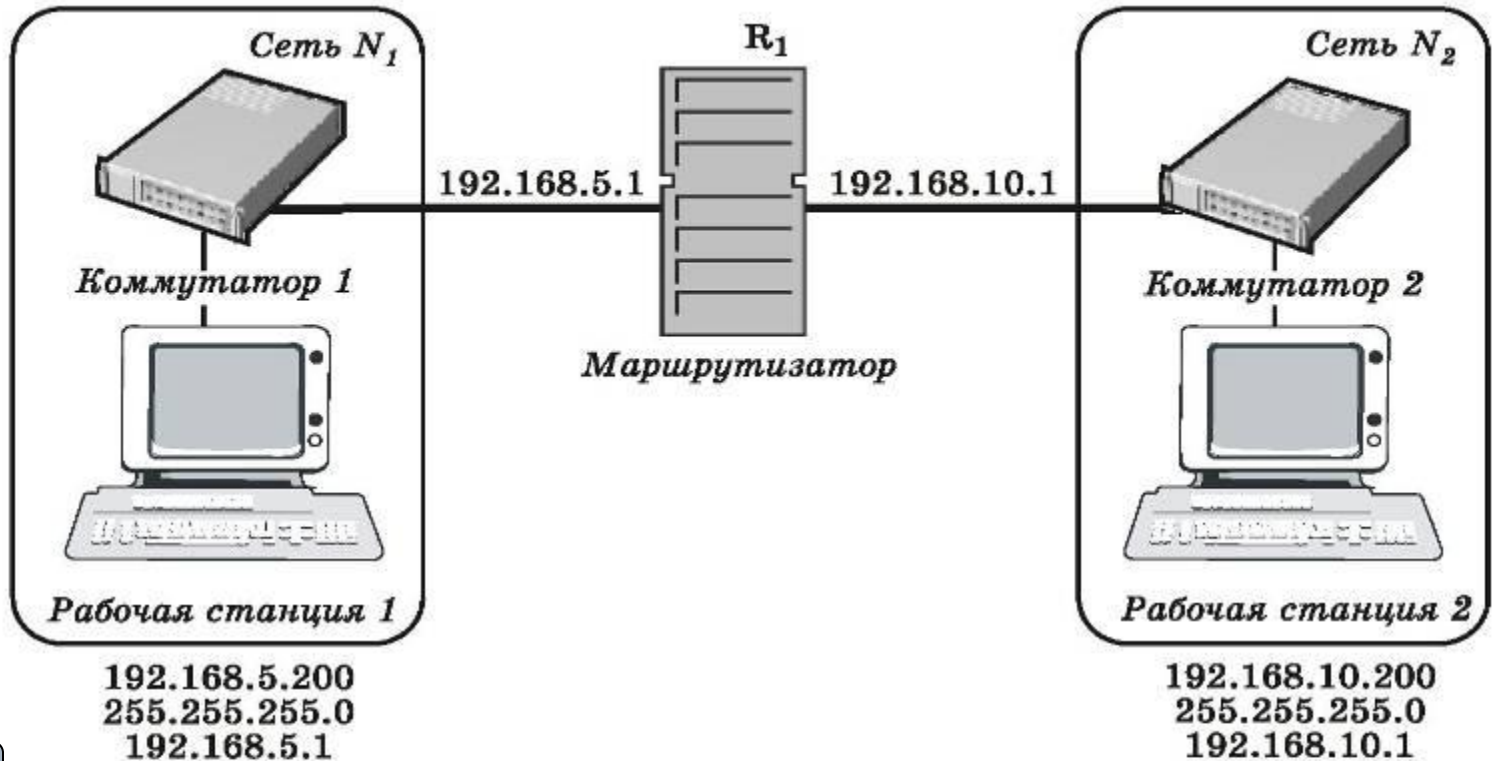 Сеть N1
R1
Сеть N2
192.168.5.1
192.168.10.1
Коммутатор 1
Коммутатор 2
Маршрутизатор
Рабочая станция 1
Рабочая станция 2
192.168.5.200
255.255.255.0
192.168.5.1
192.168.10.200
255.255.255.0
192.168.10.1